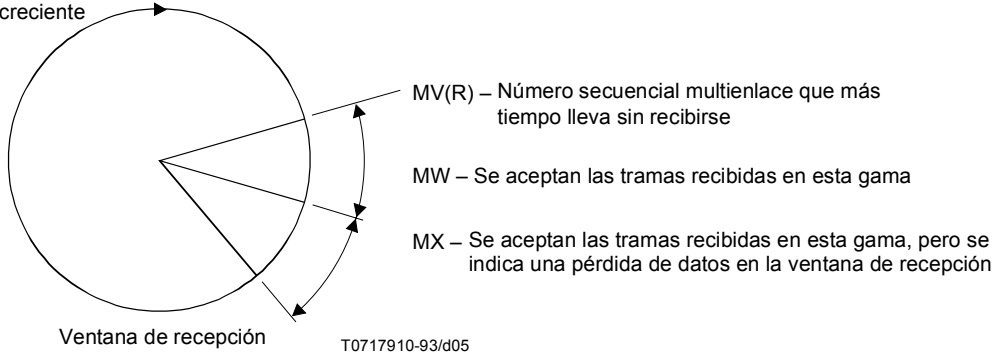 creciente
MV(R) – Número secuencial multienlace que más
tiempo lleva sin recibirse
MW – Se aceptan las tramas recibidas en esta gama
MX – Se aceptan las tramas recibidas en esta gama, pero se
indica una pérdida de datos en la ventana de recepción
Ventana de recepción
T0717910-93/d05